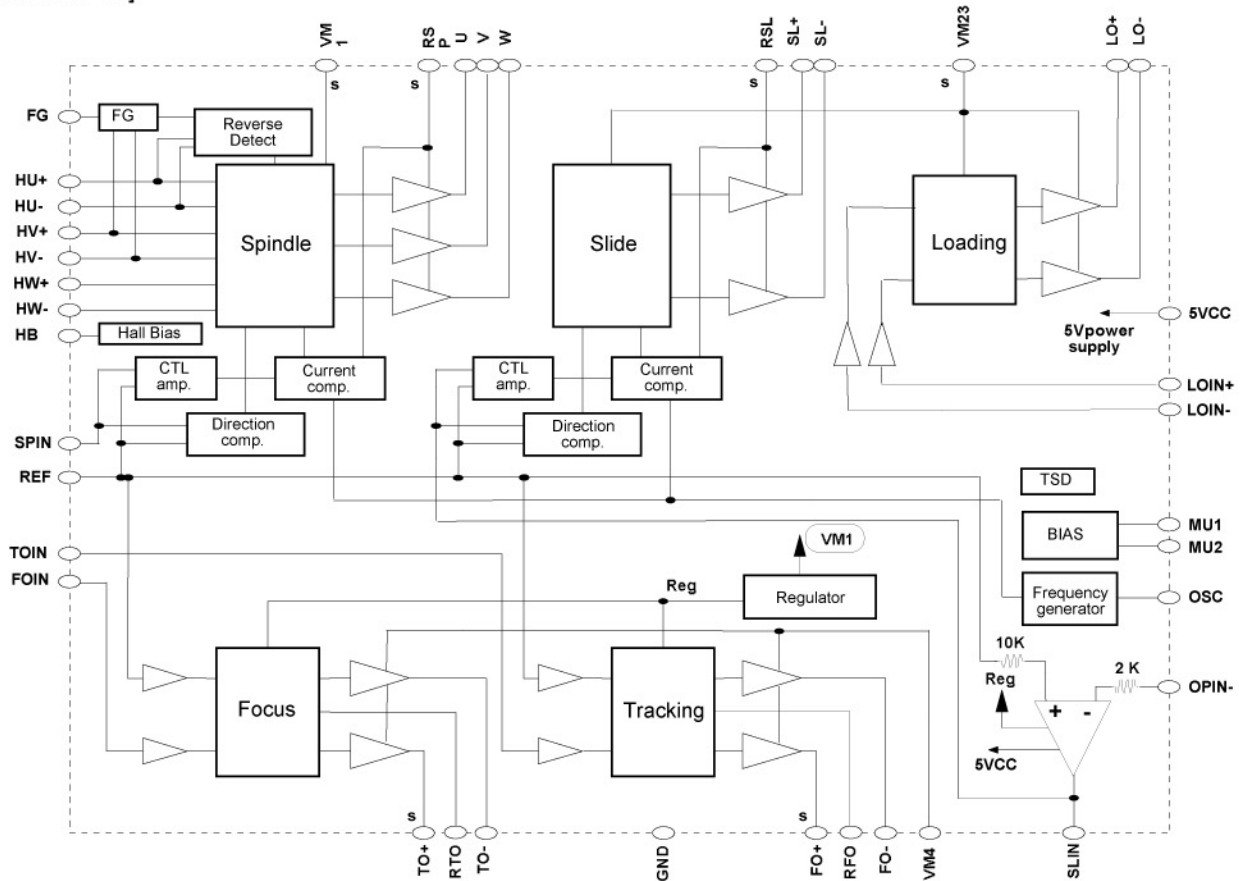 VM
1
RS
P
U
V
W
RSL
SL+
SL-
VM23
LO+
LO-
s
s
s
s
FG
FG
Reverse
Detect
HU+
HU-
HV+
HV-
HW+
HW-
HB
Hall Bias
Spindle
Slide
Loading
5VCC
5Vpower
supply
CTL
amp.
Current
comp.
CTL
amp.
Current
comp.
LOIN+
LOIN-
Direction
comp.
Direction
comp.
SPIN
REF
TSD
BIAS
MU1
MU2
TOIN
FOIN
VM1
Reg
Regulator
Frequency
generator
OSC
10K
2 K
Reg
OPIN-
Focus
Tracking
+
-
5VCC
s
s
TO+
RTO
TO-
GND
FO+
RFO
FO-
VM4
SLIN